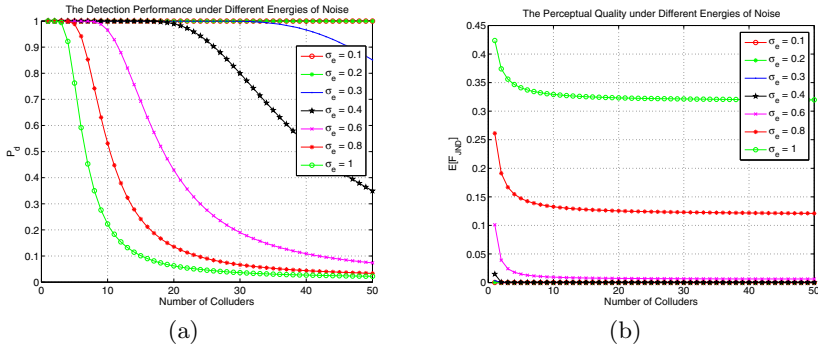 The Detection Performance under Different Energies of Noise
1
0.9
0.8
0.7
0.6
0.5
0.4
0.3
0.2
0.1
0
P_d
0 10 20 30 40 50
Number of Colluders
σ_e = 0.1
σ_e = 0.2
σ_e = 0.3
σ_e = 0.4
σ_e = 0.6
σ_e = 0.8
σ_e = 1
(a)
The Perceptual Quality under Different Energies of Noise
0.45
0.4
0.35
0.3
0.25
0.2
0.15
0.1
0.05
0
E[F_JND]
0 10 20 30 40 50
Number of Colluders
σ_e = 0.1
σ_e = 0.2
σ_e = 0.3
σ_e = 0.4
σ_e = 0.6
σ_e = 0.8
σ_e = 1
(b)